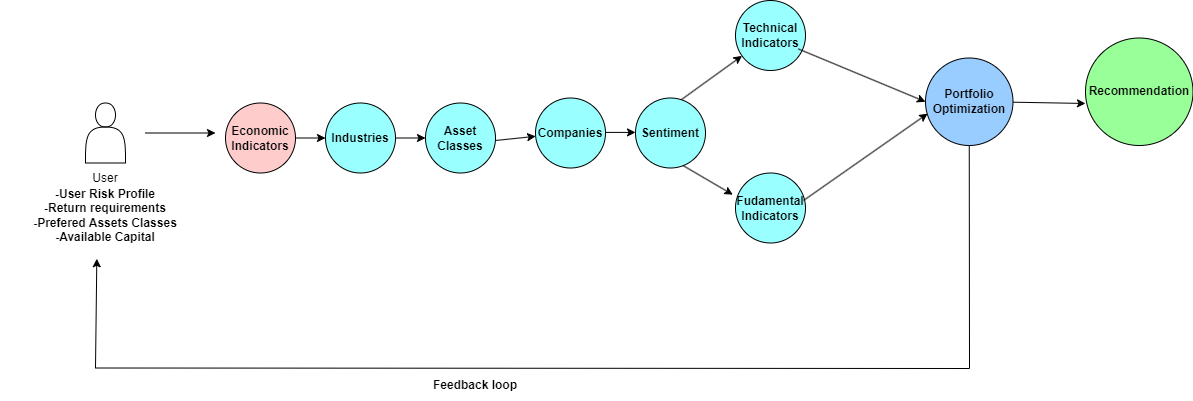 Technical
Indicators
Economic
Indicators
Industries
Asset
Classes
Companies
Sentiment
Fudamental
Indicators
Portfolio
Optimization
Recommendation
User
-User Risk Profile
-Return requirements
-Prefered Assets Classes
-Available Capital
Feedback loop